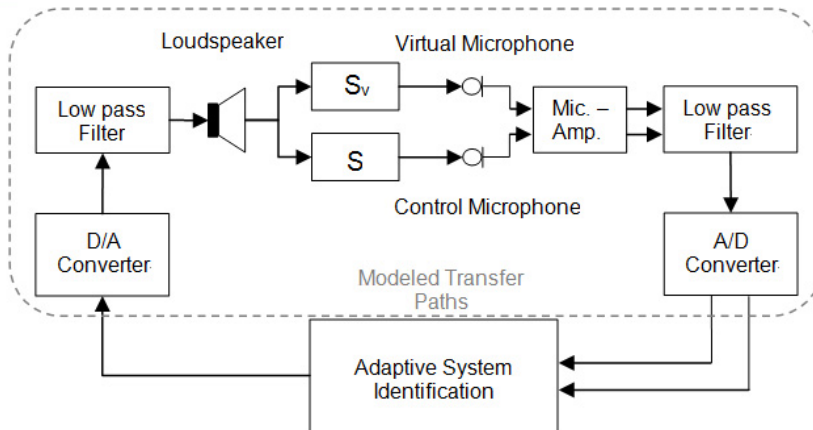 Loudspeaker
Virtual Microphone
Low pass
Filter
Sv
Mic. –
Amp.
Low pass
Filter
S
Control Microphone
D/A
Converter
A/D
Converter
Modeled Transfer
Paths
Adaptive System
Identification